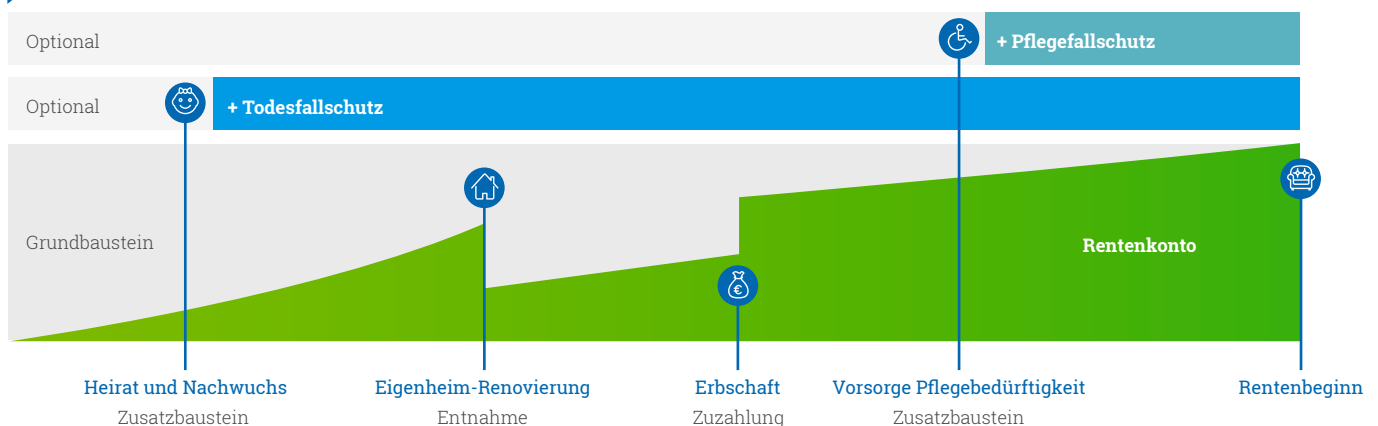 Optional
+ Pflegefallschutz
Optional
+ Todesfallschutz
Grundbaustein
Rentenkonto
€
Heirat und Nachwuchs
Zusatzbaustein
Eigenheim-Renovierung
Entnahme
Erbschaft
Zuzahlung
Vorsorge Pflegebedürftigkeit
Zusatzbaustein
Rentenbeginn